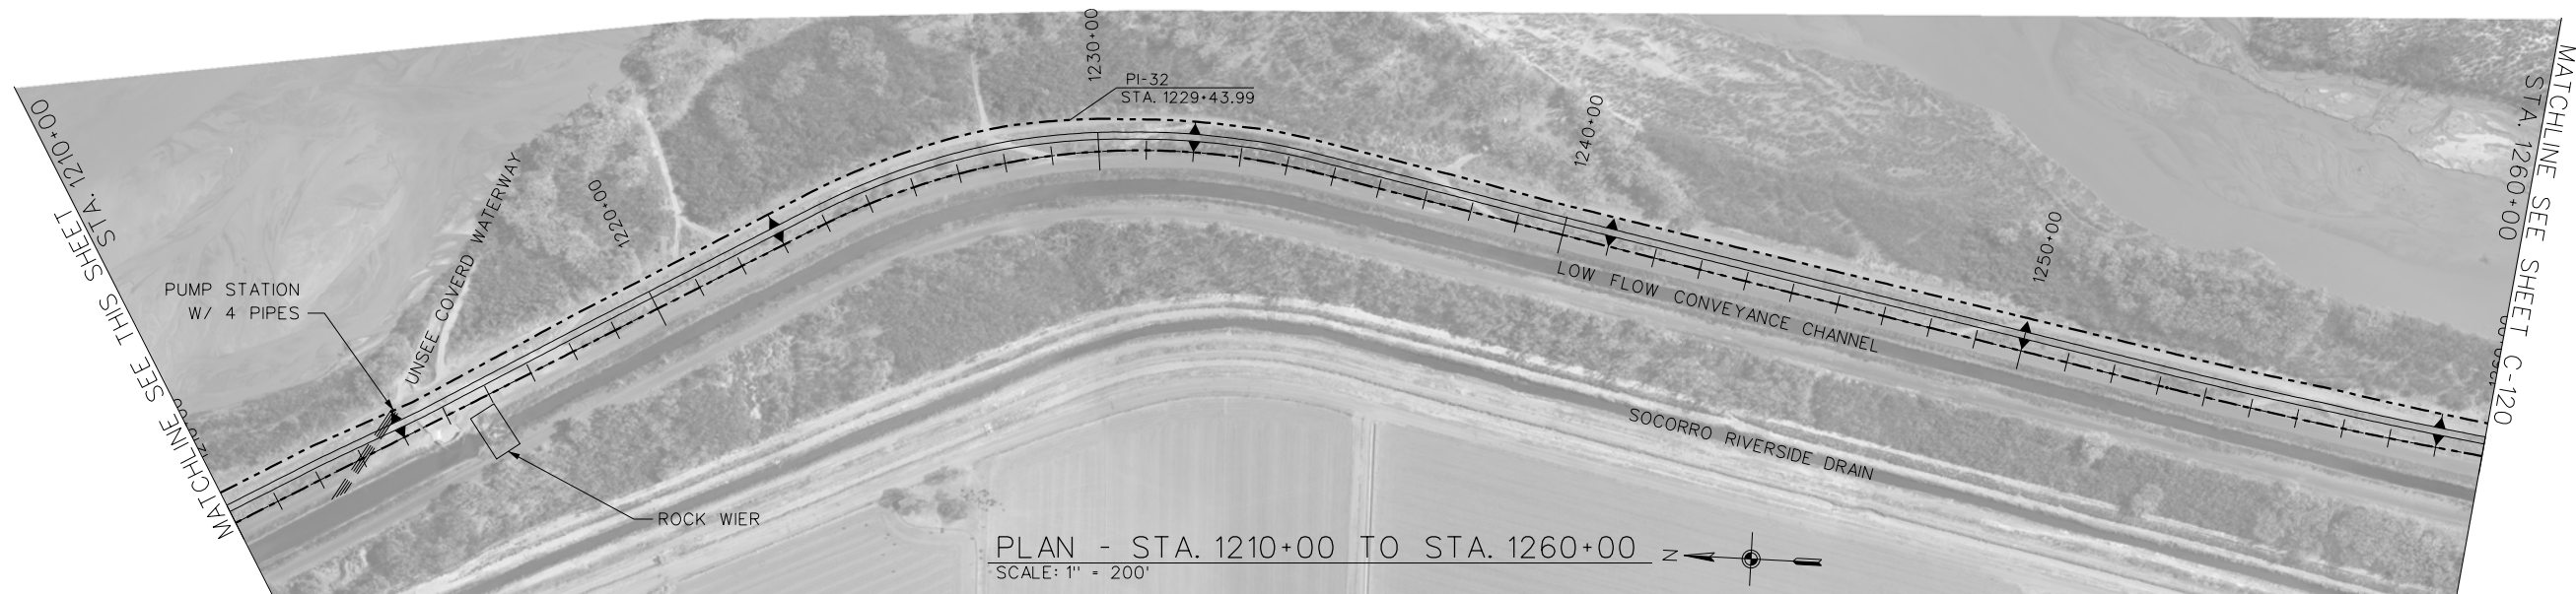 1230+00
PI-32
STA. 1229+43.99
1240+00
1250+00
1220+00
STA. 1210+00
MATCHLINE SEE THIS SHEET
UNSEE COVERD WATERWAY
PUMP STATION
W/ 4 PIPES
ROCK WIER
LOW FLOW CONVEYANCE CHANNEL
SOCORRO RIVERSIDE DRAIN
MATCHLINE SEE SHEET C-120
STA. 1260+00
PLAN - STA. 1210+00 TO STA. 1260+00
SCALE: 1" = 200'
N